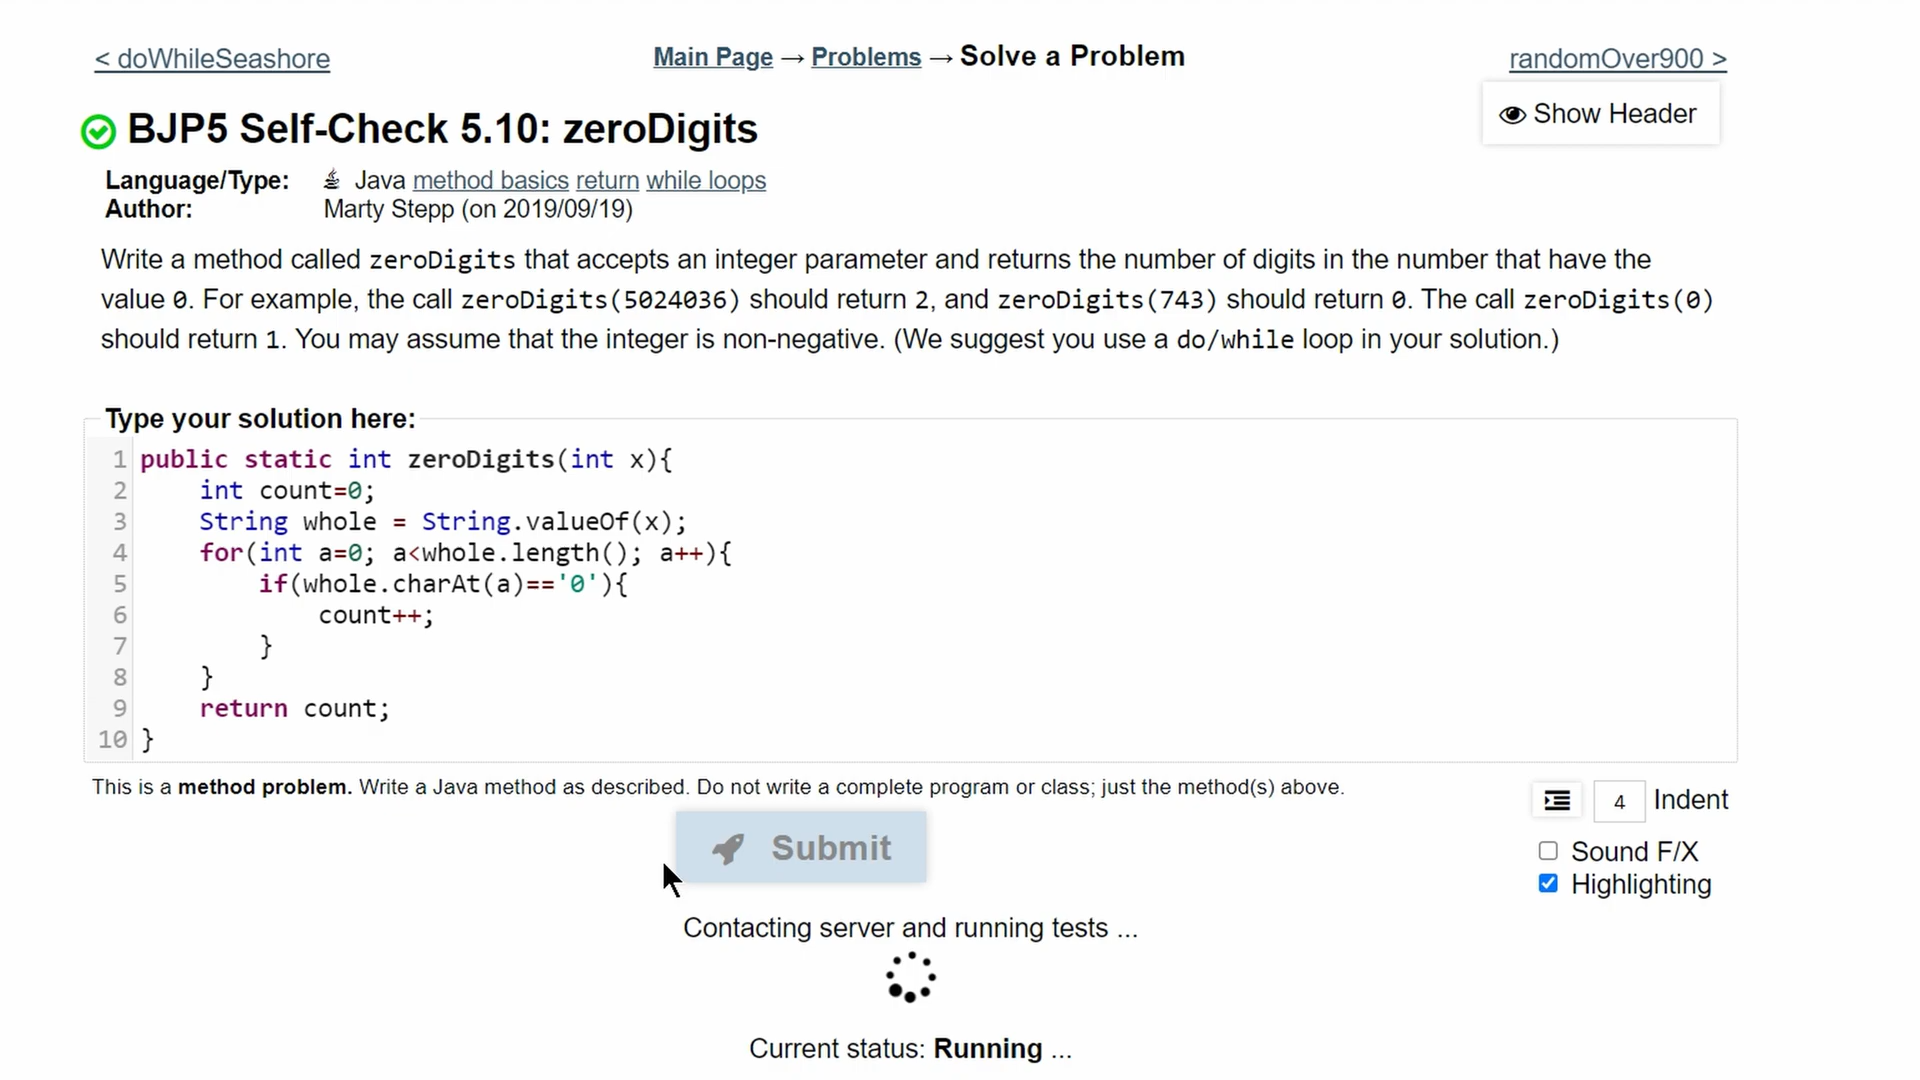 < doWhileSeashore
Main Page → Problems → Solve a Problem
randomOver900 >
Show Header
BJP5 Self-Check 5.10: zeroDigits
Language/Type: Java method basics return while loops
Author: Marty Stepp (on 2019/09/19)
Write a method called zeroDigits that accepts an integer parameter and returns the number of digits in the number that have the
value 0. For example, the call zeroDigits(5024036) should return 2, and zeroDigits(743) should return 0. The call zeroDigits(0)
should return 1. You may assume that the integer is non-negative. (We suggest you use a do/while loop in your solution.)
Type your solution here:
1 public static int zeroDigits(int x){
2     int count=0;
3     String whole = String.valueOf(x);
4     for(int a=0; a<whole.length(); a++){
5         if(whole.charAt(a)=='0'){
6             count++;
7         }
8     }
9     return count;
10 }
This is a method problem. Write a Java method as described. Do not write a complete program or class; just the method(s) above.
4 Indent
Submit
Sound F/X
Highlighting
Contacting server and running tests ...
Current status: Running ...